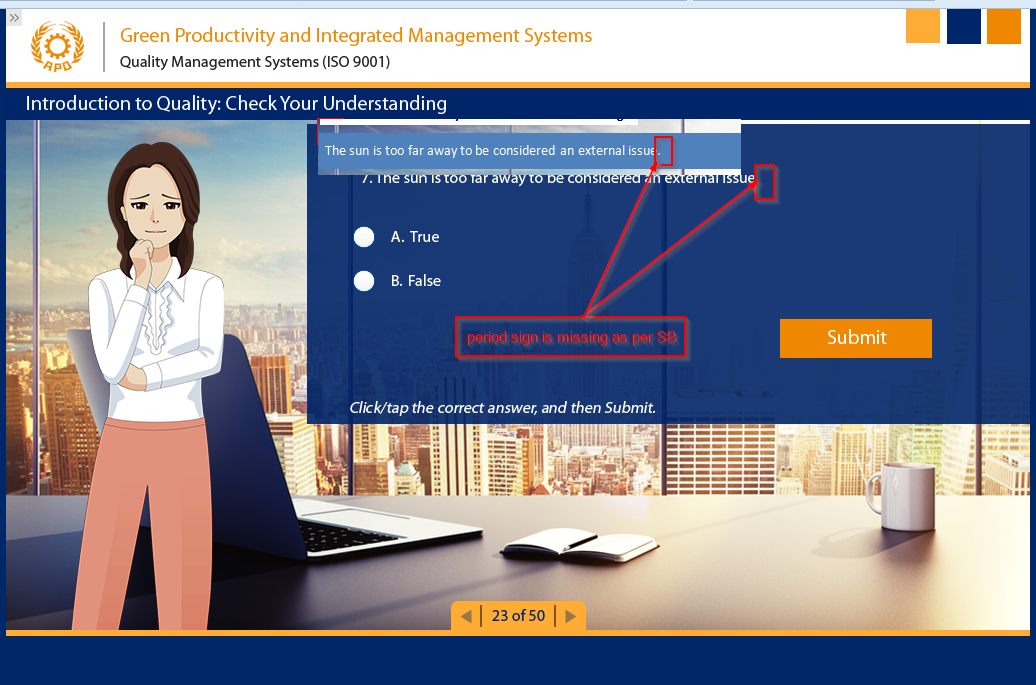 »
APO
Green Productivity and Integrated Management Systems
Quality Management Systems (ISO 9001)
Introduction to Quality: Check Your Understanding
The sun is too far away to be considered an external issue.
7. The sun is too far away to be considered an external issue
A. True
B. False
period sign is missing as per SB
Submit
Click/tap the correct answer, and then Submit.
23 of 50